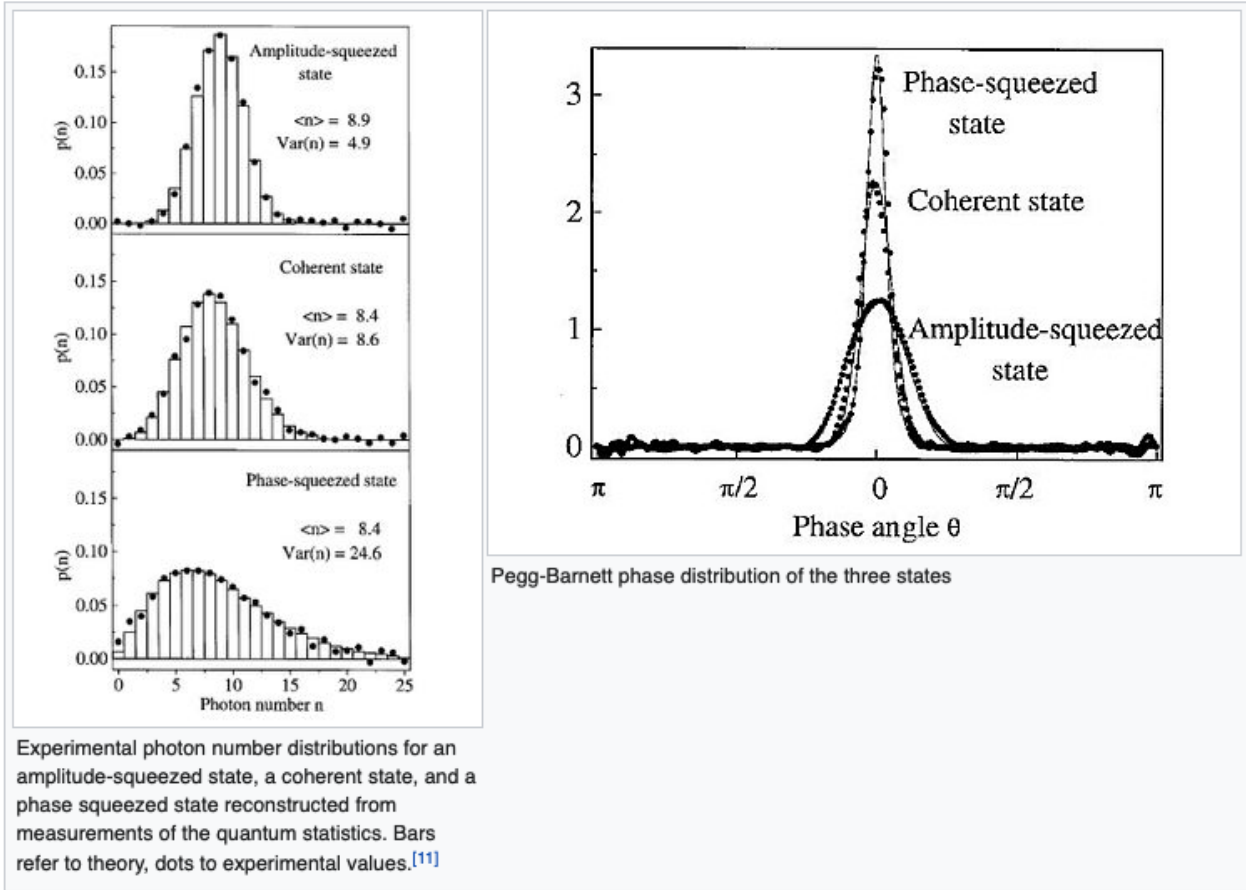 Amplitude-squeezed
state
<n> = 8.9
Var(n) = 4.9
0.15
0.10
0.05
0.00
p(n)
Coherent state
<n> = 8.4
Var(n) = 8.6
0.15
0.10
0.05
0.00
p(n)
Phase-squeezed state
<n> = 8.4
Var(n) = 24.6
0.15
0.10
0.05
0.00
p(n)
0 5 10 15 20 25
Photon number n
Experimental photon number distributions for an
amplitude-squeezed state, a coherent state, and a
phase squeezed state reconstructed from
measurements of the quantum statistics. Bars
refer to theory, dots to experimental values.[11]
3
2
1
0
Phase-squeezed
state
Coherent state
Amplitude-squeezed
state
π π/2 0 π/2 π
Phase angle θ
Pegg-Barnett phase distribution of the three states